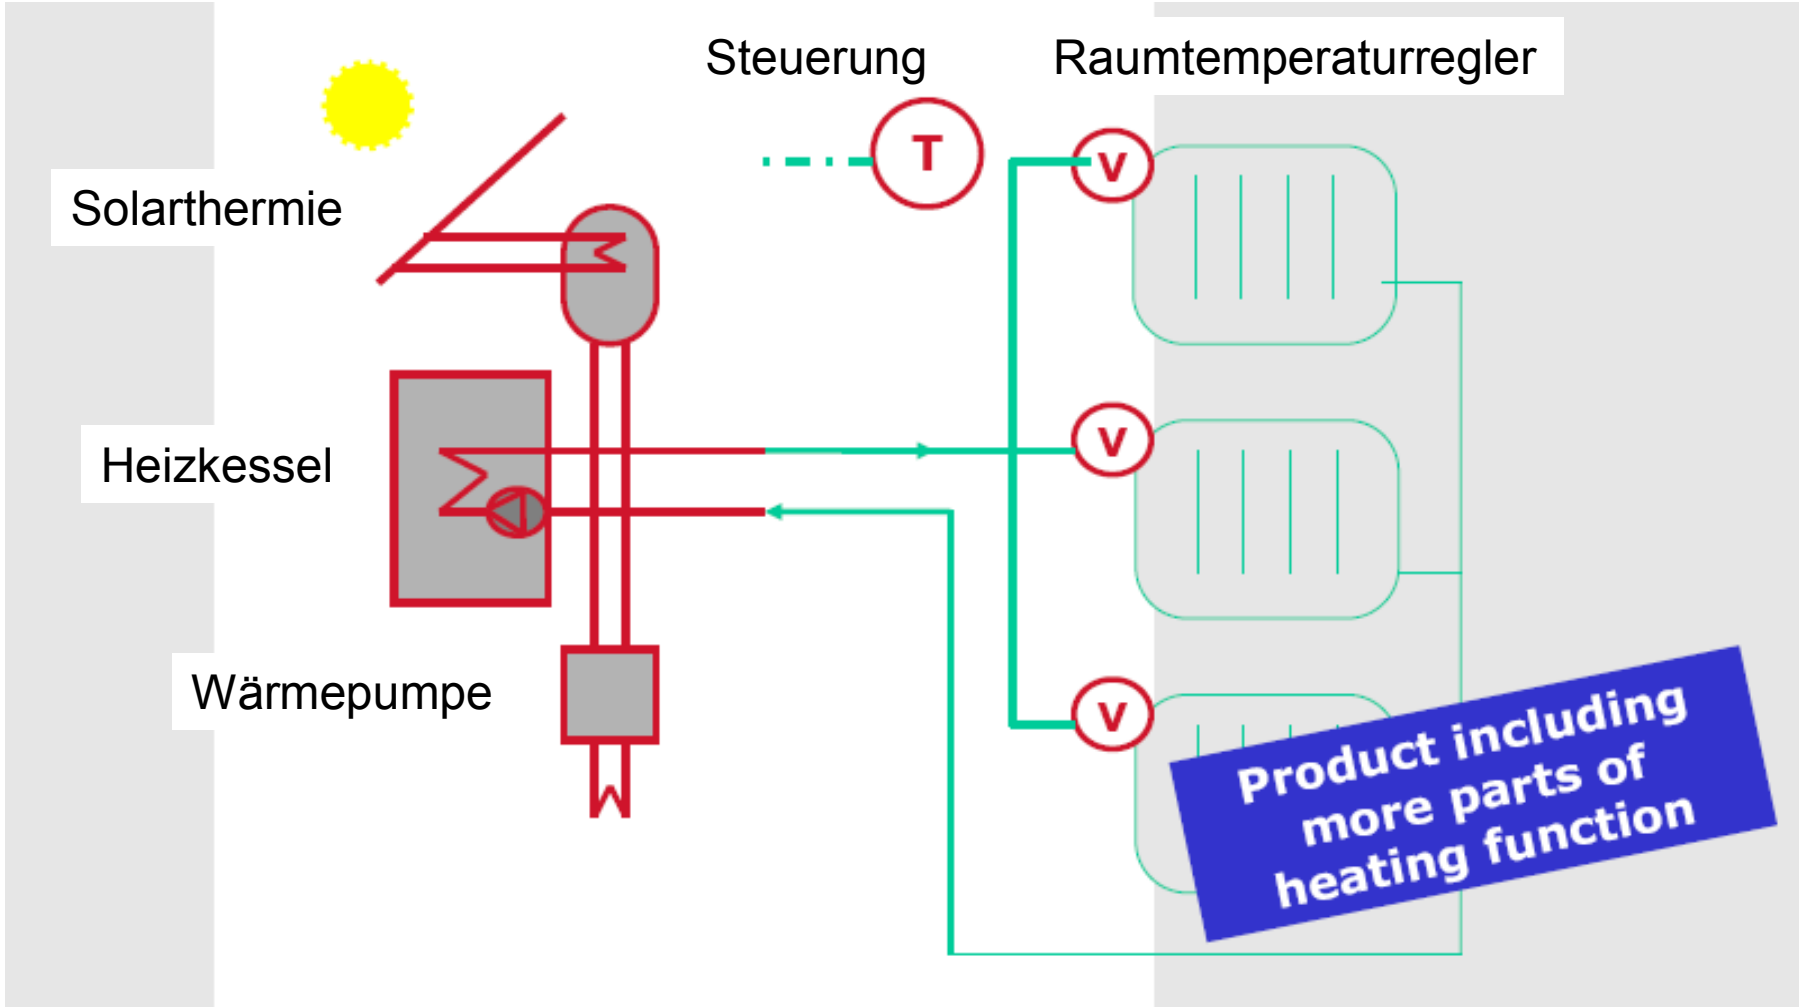 Steuerung
Raumtemperaturregler
T
V
Solarthermie
Heizkessel
V
Wärmepumpe
V
Product including
more parts of
heating function